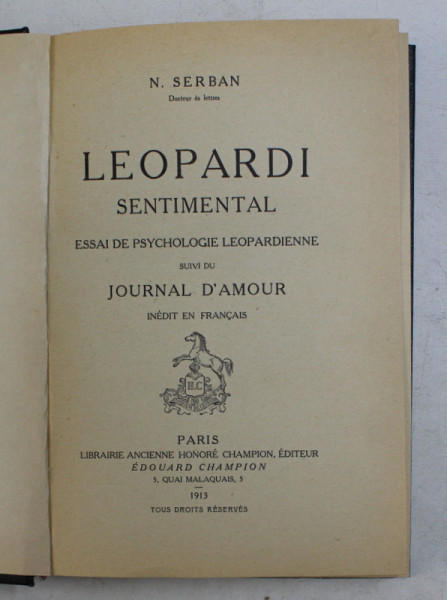 N. SERBAN
Docteur ès lettres
LEOPARDI
SENTIMENTAL
ESSAI DE PSYCHOLOGIE LEOPARDIENNE
SUIVI DU
JOURNAL D'AMOUR
INÉDIT EN FRANÇAIS
H.C
PARIS
LIBRAIRIE ANCIENNE HONORÉ CHAMPION, ÉDITEUR
ÉDOUARD CHAMPION
5, QUAI MALAQUAIS, 5
1913
TOUS DROITS RÉSERVÉS